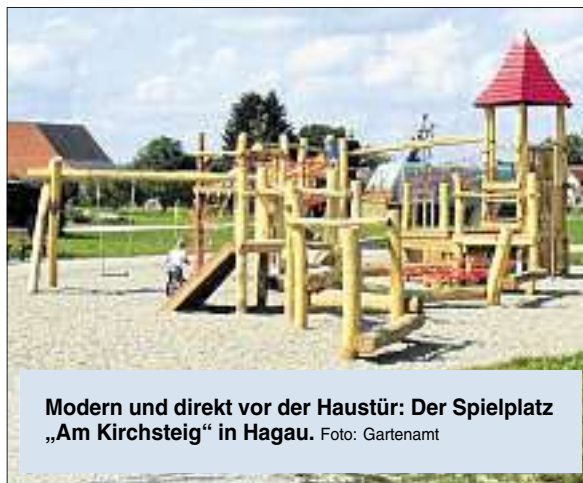 Modern und direkt vor der Haustür: Der Spielplatz
„Am Kirchsteig“ in Hagau. Foto: Gartenamt